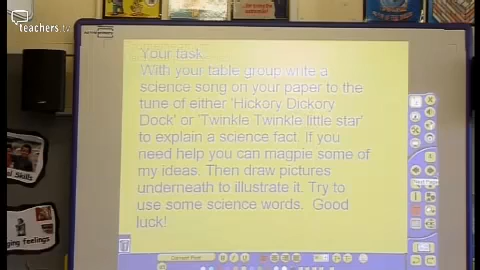 teachers.tv
Your task
With your table group write a
science song on your paper to the
tune of either 'Hickory Dickory
Dock' or 'Twinkle Twinkle little star'
to explain a science fact. If you
need help you can magpie some of
my ideas. Then draw pictures
underneath to illustrate it. Try to
use some science words. Good
luck!
ging feelings